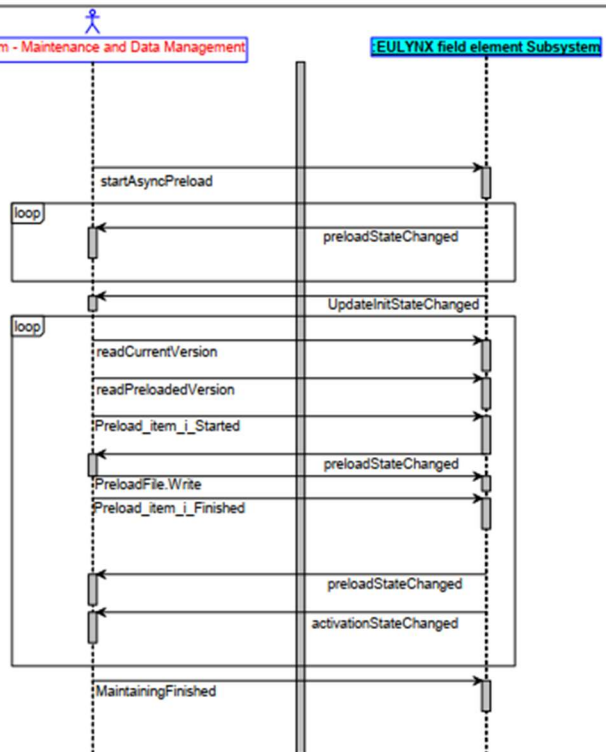 m - Maintenance and Data Management
:EULYNX field element Subsystem
startAsyncPreload
loop
preloadStateChanged
UpdateInitStateChanged
loop
readCurrentVersion
readPreloadedVersion
Preload_item_i_Started
preloadStateChanged
PreloadFile.Write
Preload_item_i_Finished
preloadStateChanged
activationStateChanged
MaintainingFinished